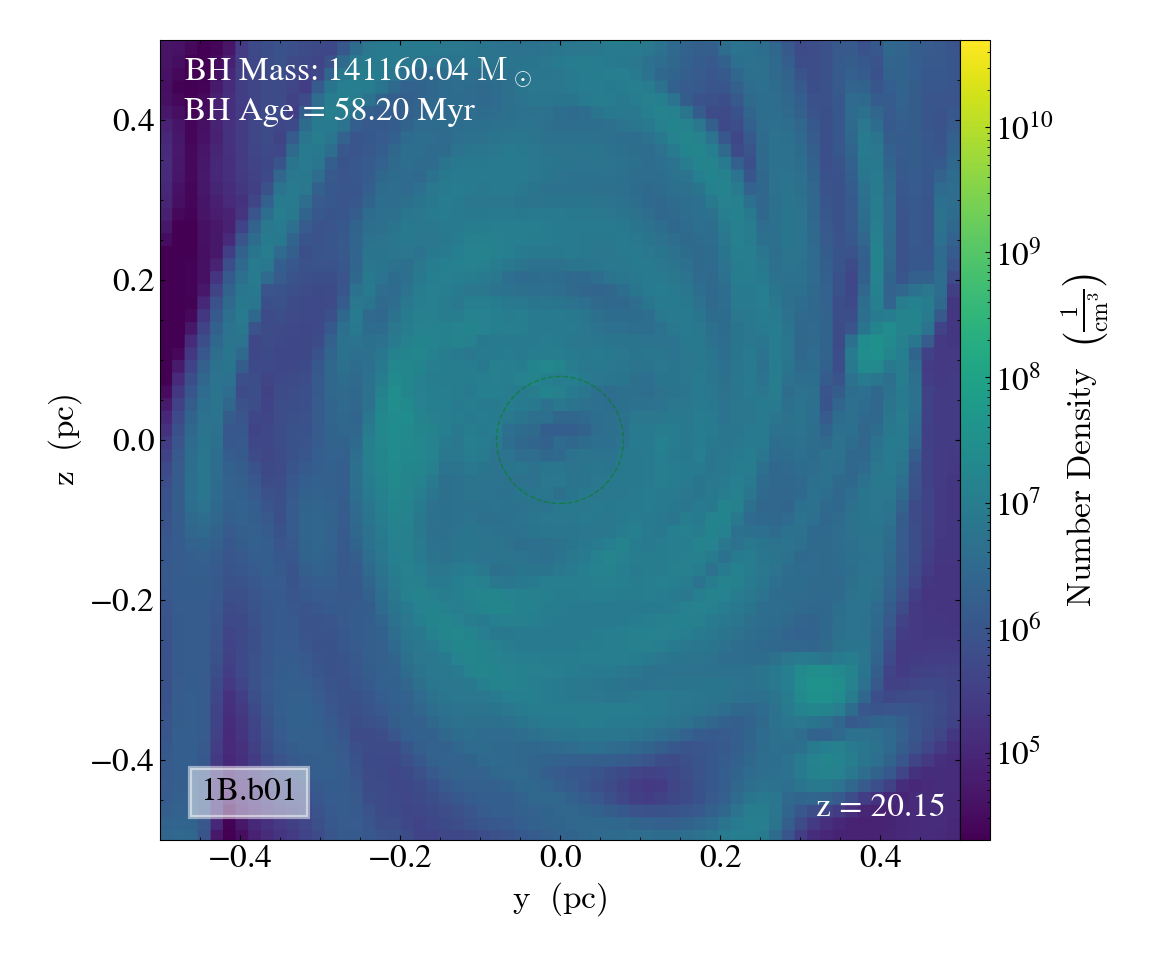 BH Mass: 141160.04 M⊙
BH Age = 58.20 Myr
0.4
0.2
0.0
−0.2
−0.4
z (pc)
1B.b01
z = 20.15
−0.4 −0.2 0.0 0.2 0.4
y (pc)
10¹⁰
10⁹
10⁸
10⁷
10⁶
10⁵
Number Density (1/cm³)